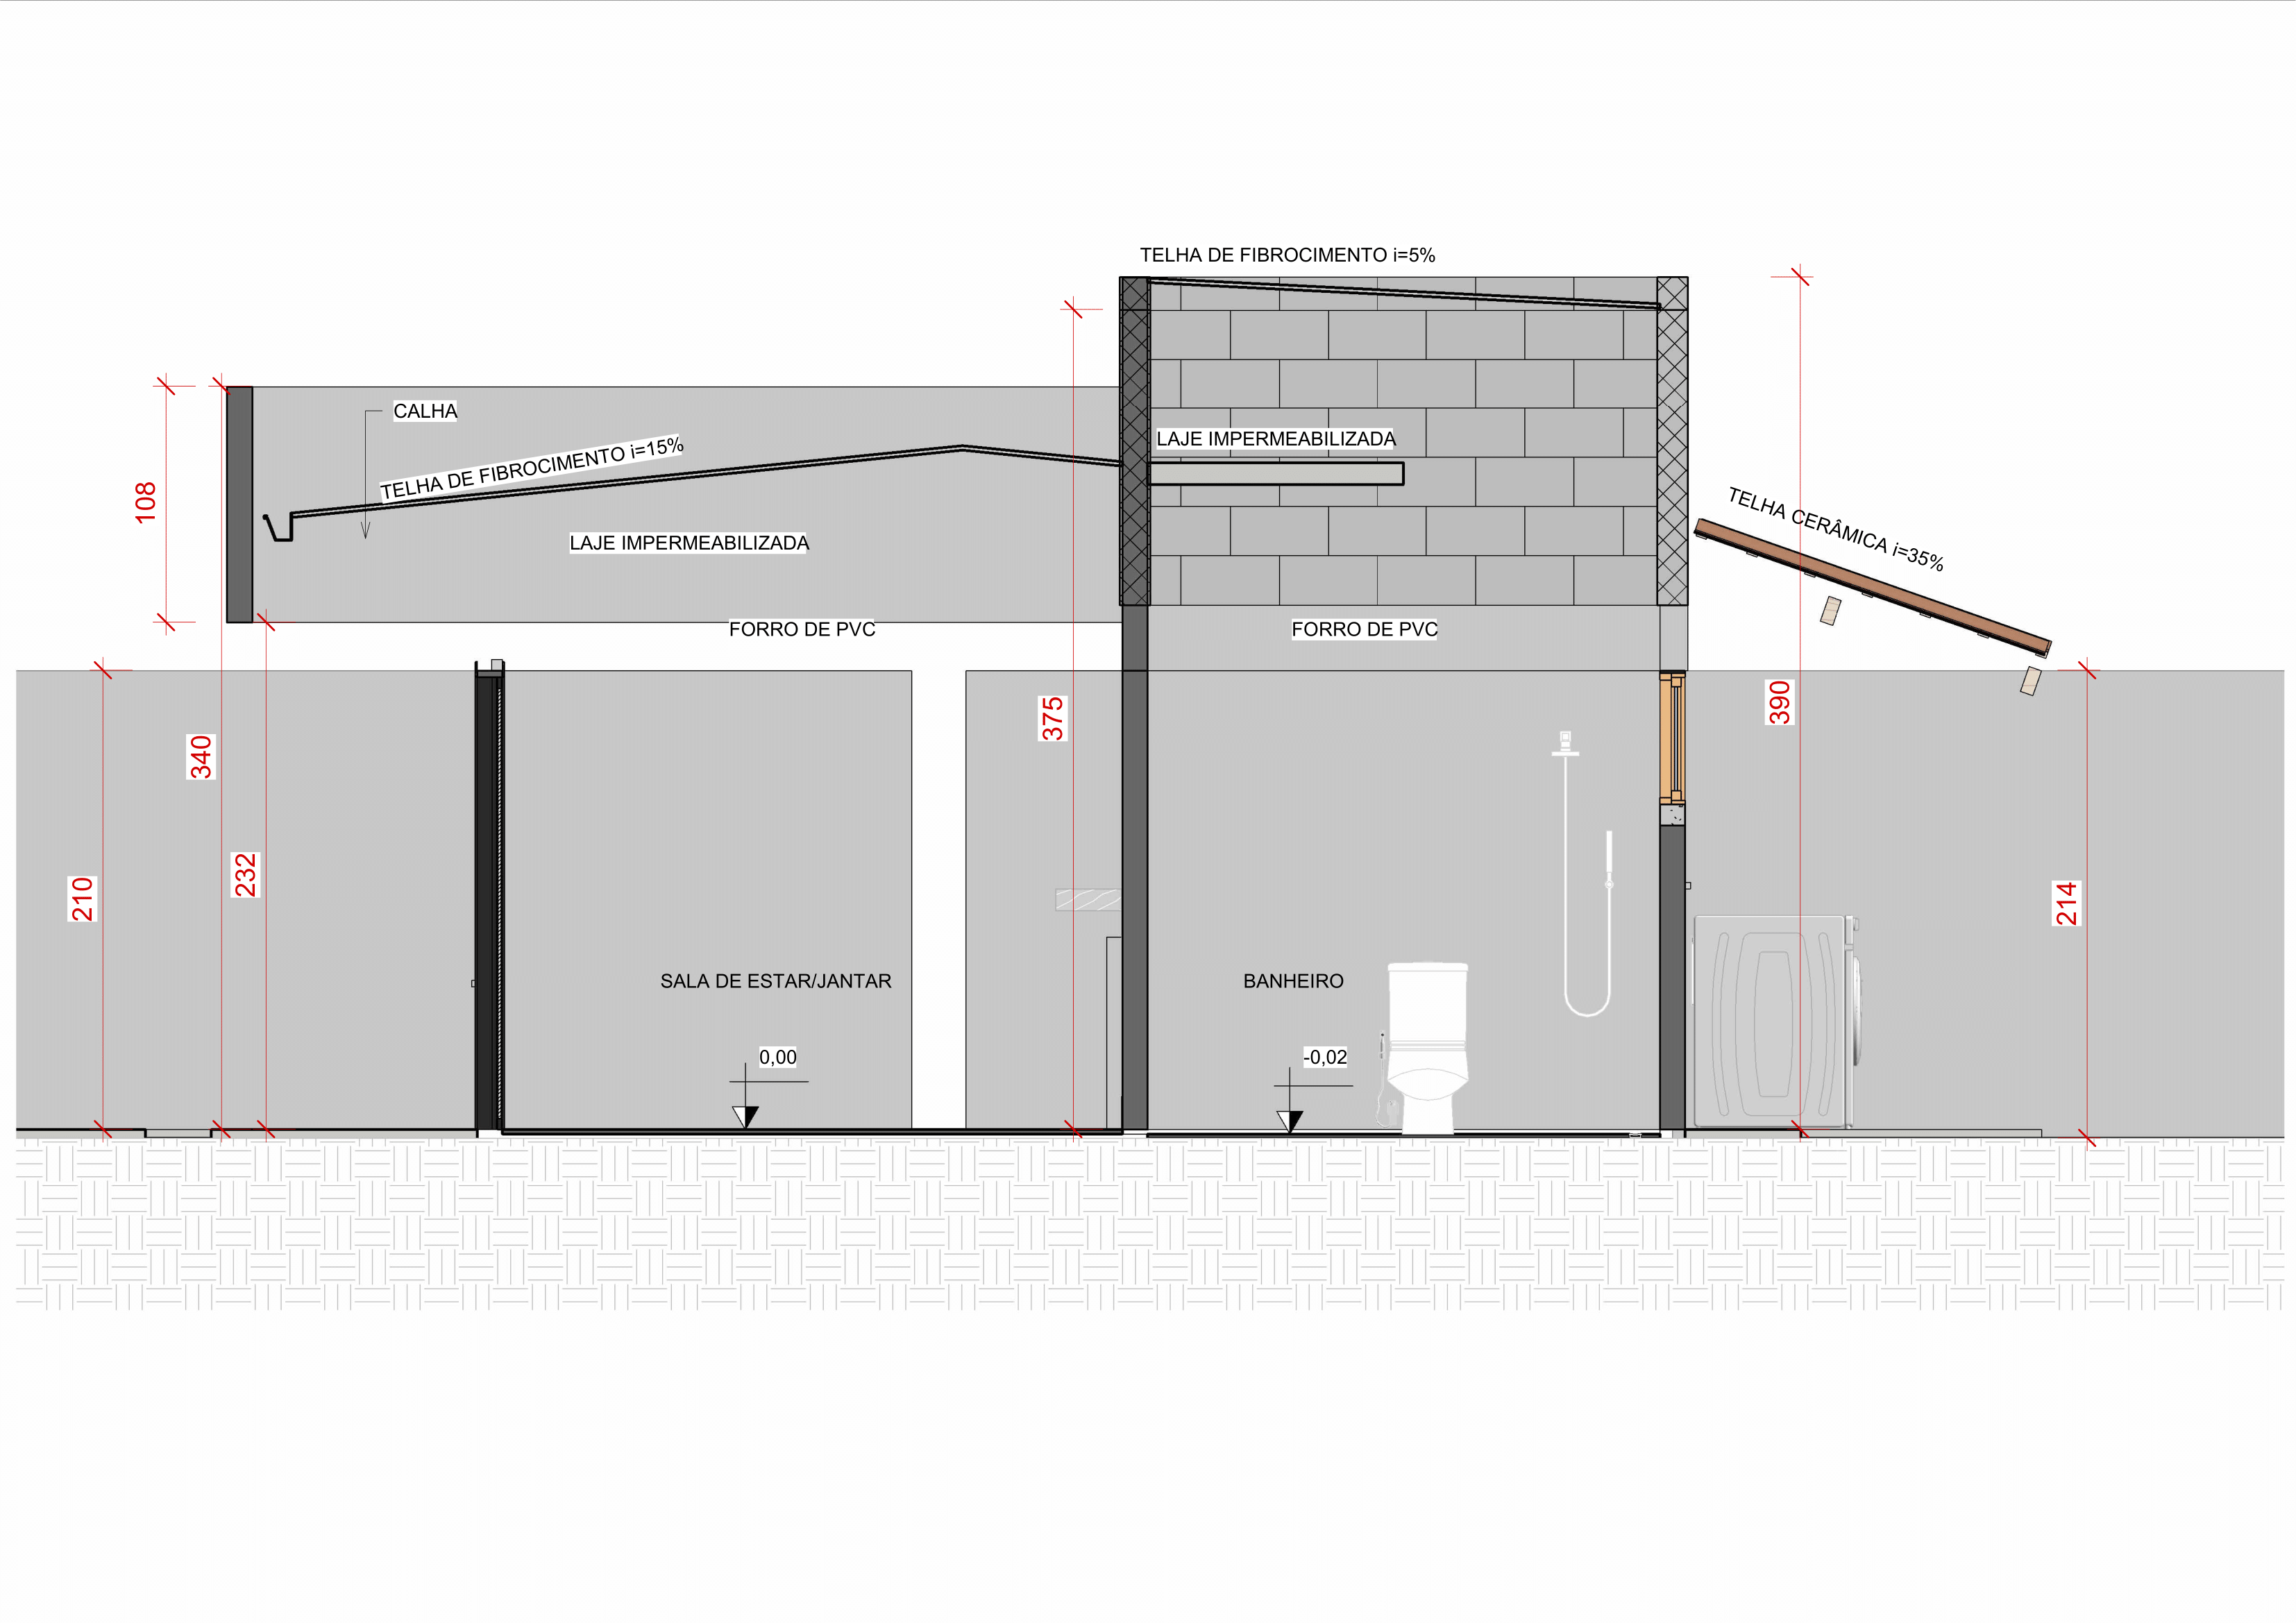 TELHA DE FIBROCIMENTO i=5%
CALHA
TELHA DE FIBROCIMENTO i=15%
LAJE IMPERMEABILIZADA
108
TELHA CERÂMICA i=35%
LAJE IMPERMEABILIZADA
FORRO DE PVC
FORRO DE PVC
375
390
340
232
210
214
SALA DE ESTAR/JANTAR
BANHEIRO
0,00
-0,02